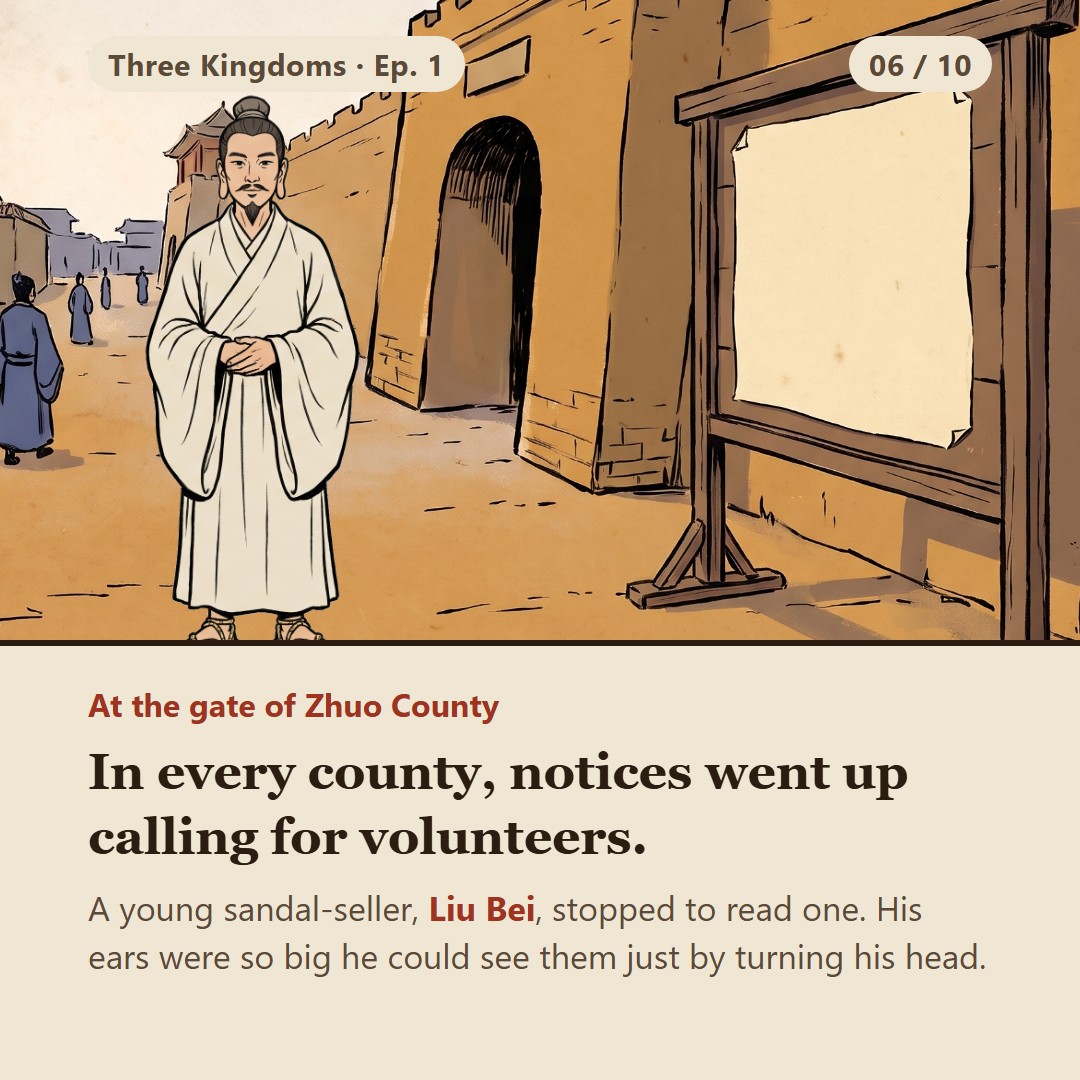 Three Kingdoms · Ep. 1
06 / 10
At the gate of Zhuo County
In every county, notices went up
calling for volunteers.
A young sandal-seller, Liu Bei, stopped to read one. His
ears were so big he could see them just by turning his head.